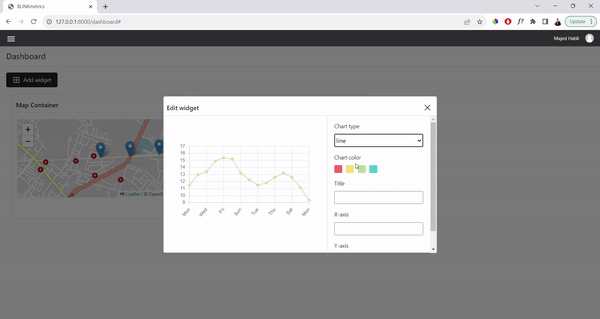 BLINKmetrics
127.0.0.1:8000/dashboard#
Update
Majed Habli
Dashboard
Add widget
Map Container
+
−
Leaflet | © OpenStr
Edit widget
Chart type
line
Chart color
Title
X-axis
Y-axis
17
16
15
14
13
12
11
10
9
Mon
Wed
Fri
Sun
Tue
Thu
Sat
Mon